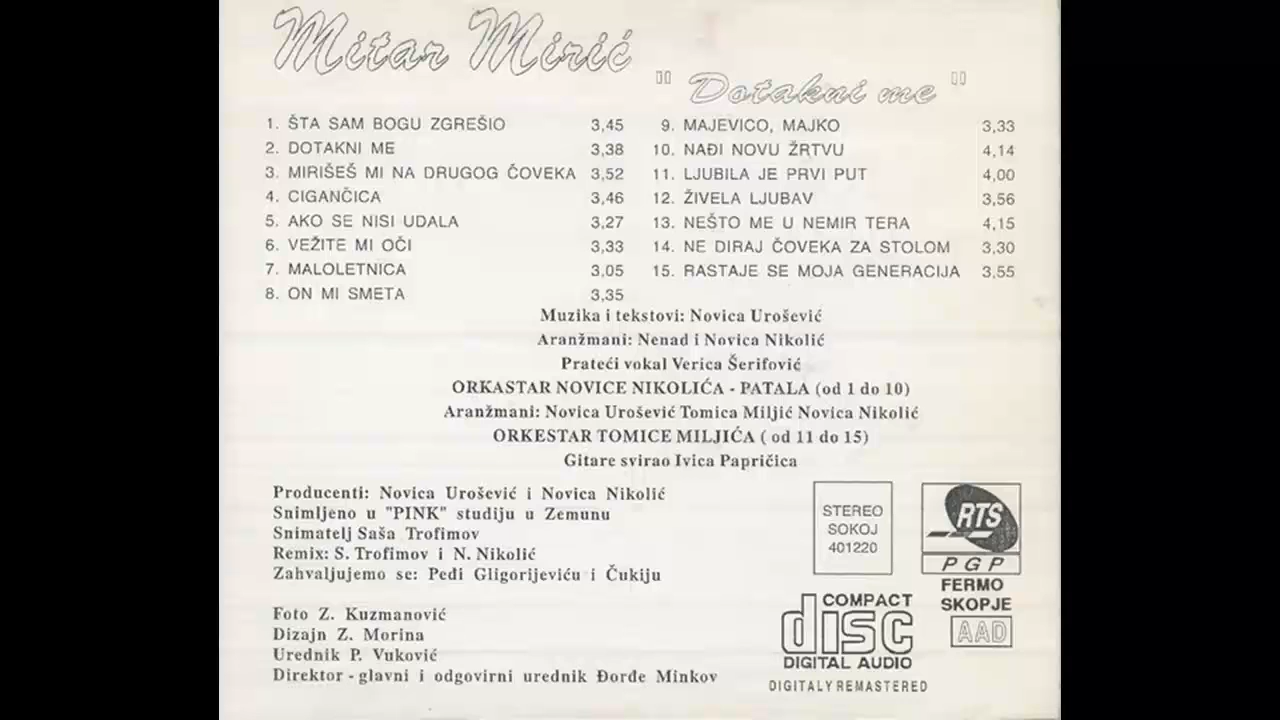 Mitar Mirić
" Dotakni me "
1. ŠTA SAM BOGU ZGREŠIO 3,45
2. DOTAKNI ME 3,38
3. MIRIŠEŠ MI NA DRUGOG ČOVEKA 3,52
4. CIGANČICA 3,46
5. AKO SE NISI UDALA 3,27
6. VEŽITE MI OČI 3,33
7. MALOLETNICA 3,05
8. ON MI SMETA 3,35
9. MAJEVICO, MAJKO 3,33
10. NAĐI NOVU ŽRTVU 4,14
11. LJUBILA JE PRVI PUT 4,00
12. ŽIVELA LJUBAV 3,56
13. NEŠTO ME U NEMIR TERA 4,15
14. NE DIRAJ ČOVEKA ZA STOLOM 3,30
15. RASTAJE SE MOJA GENERACIJA 3,55
Muzika i tekstovi: Novica Urošević
Aranžmani: Nenad i Novica Nikolić
Prateći vokal Verica Šerifović
ORKASTAR NOVICE NIKOLIĆA - PATALA (od 1 do 10)
Aranžmani: Novica Urošević Tomica Miljić Novica Nikolić
ORKESTAR TOMICE MILJIĆA ( od 11 do 15)
Gitare svirao Ivica Papričica
Producenti: Novica Urošević i Novica Nikolić
Snimljeno u "PINK" studiju u Zemunu
Snimatelj Saša Trofimov
Remix: S. Trofimov i N. Nikolić
Zahvaljujemo se: Peđi Gligorijeviću i Čukiju
Foto Z. Kuzmanović
Dizajn Z. Morina
Urednik P. Vuković
Direktor - glavni i odgovirni urednik Đorđe Minkov
STEREO
SOKOJ
401220
RTS
PGP
FERMO
SKOPJE
AAD
COMPACT
disc
DIGITAL AUDIO
DIGITALY REMASTERED